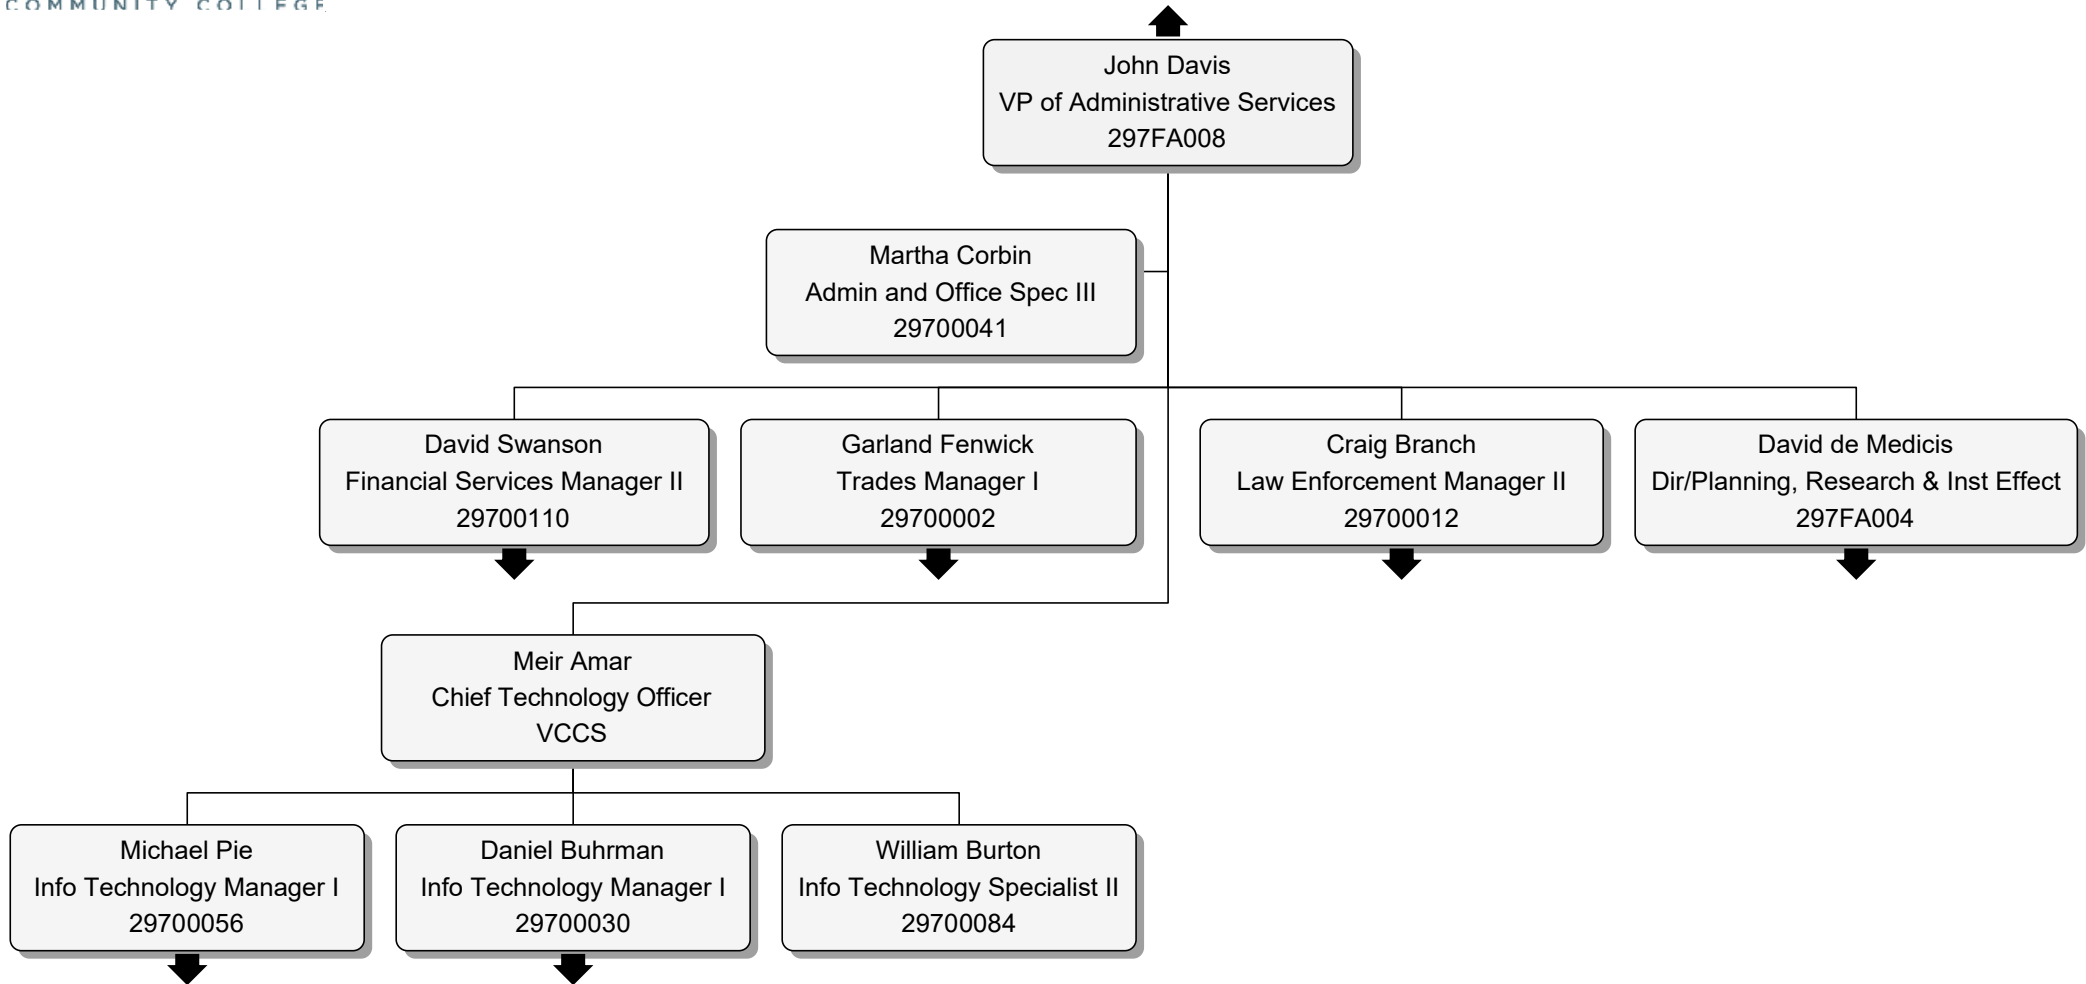 COMMUNITY COLLEGE
John Davis
VP of Administrative Services
297FA008
Martha Corbin
Admin and Office Spec III
29700041
David Swanson
Financial Services Manager II
29700110
Garland Fenwick
Trades Manager I
29700002
Craig Branch
Law Enforcement Manager II
29700012
David de Medicis
Dir/Planning, Research & Inst Effect
297FA004
Meir Amar
Chief Technology Officer
VCCS
Michael Pie
Info Technology Manager I
29700056
Daniel Buhrman
Info Technology Manager I
29700030
William Burton
Info Technology Specialist II
29700084